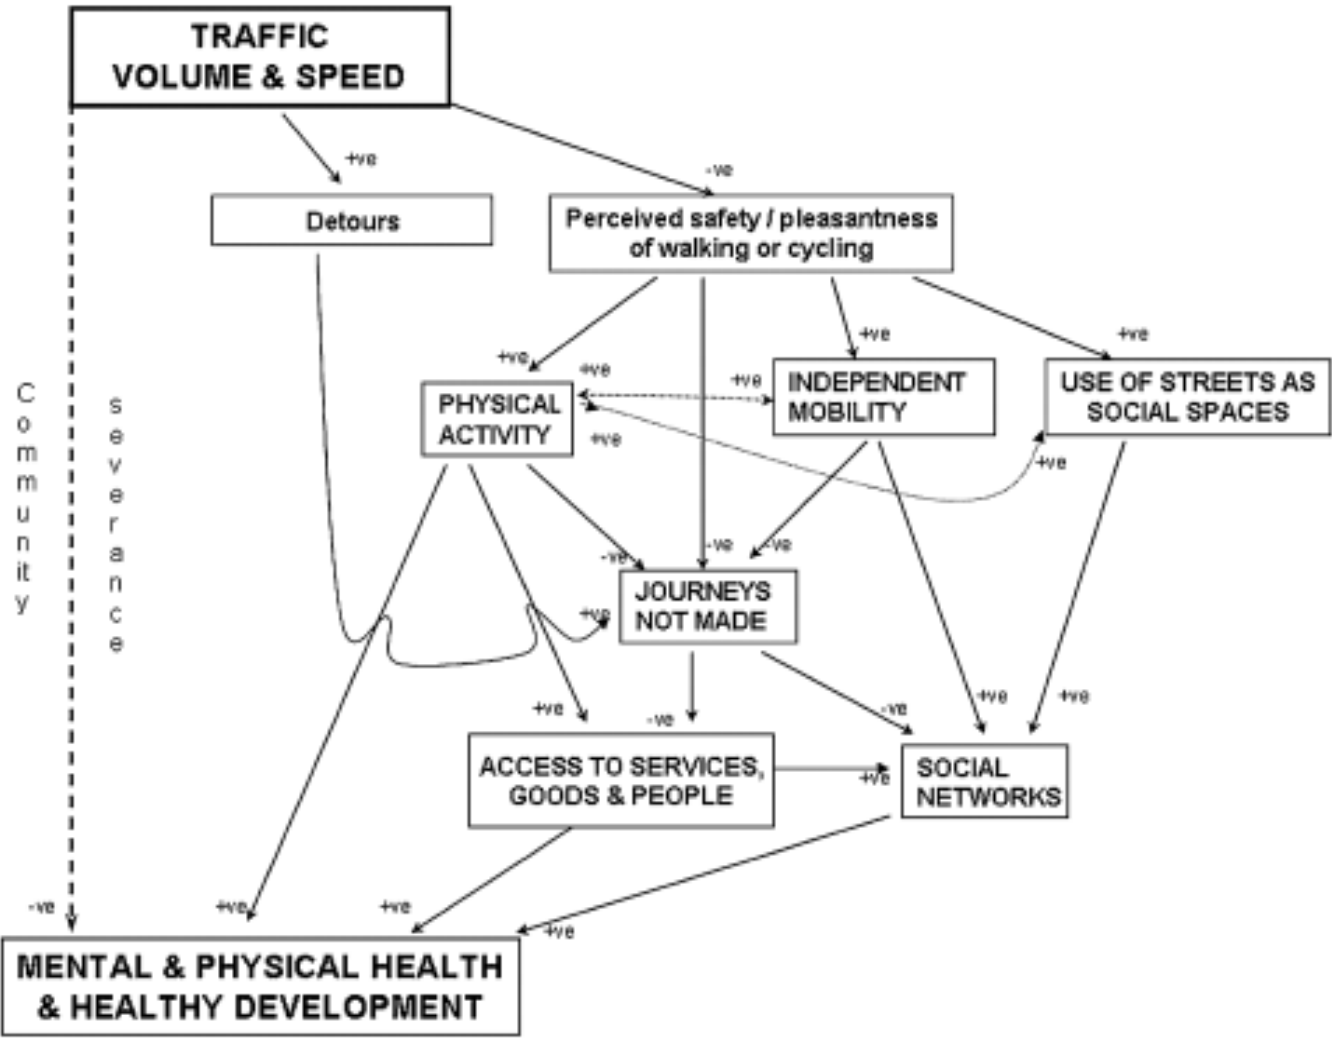 TRAFFIC
VOLUME & SPEED
+ve
-ve
Detours
Perceived safety / pleasantness
of walking or cycling
+ve
+ve
+ve
+ve
+ve
PHYSICAL
ACTIVITY
INDEPENDENT
MOBILITY
USE OF STREETS AS
SOCIAL SPACES
Community
severance
+ve
+ve
-ve
-ve
-ve
JOURNEYS
NOT MADE
+ve
+ve
-ve
-ve
+ve
+ve
ACCESS TO SERVICES,
GOODS & PEOPLE
+ve
SOCIAL
NETWORKS
-ve
+ve
+ve
+ve
MENTAL & PHYSICAL HEALTH
& HEALTHY DEVELOPMENT